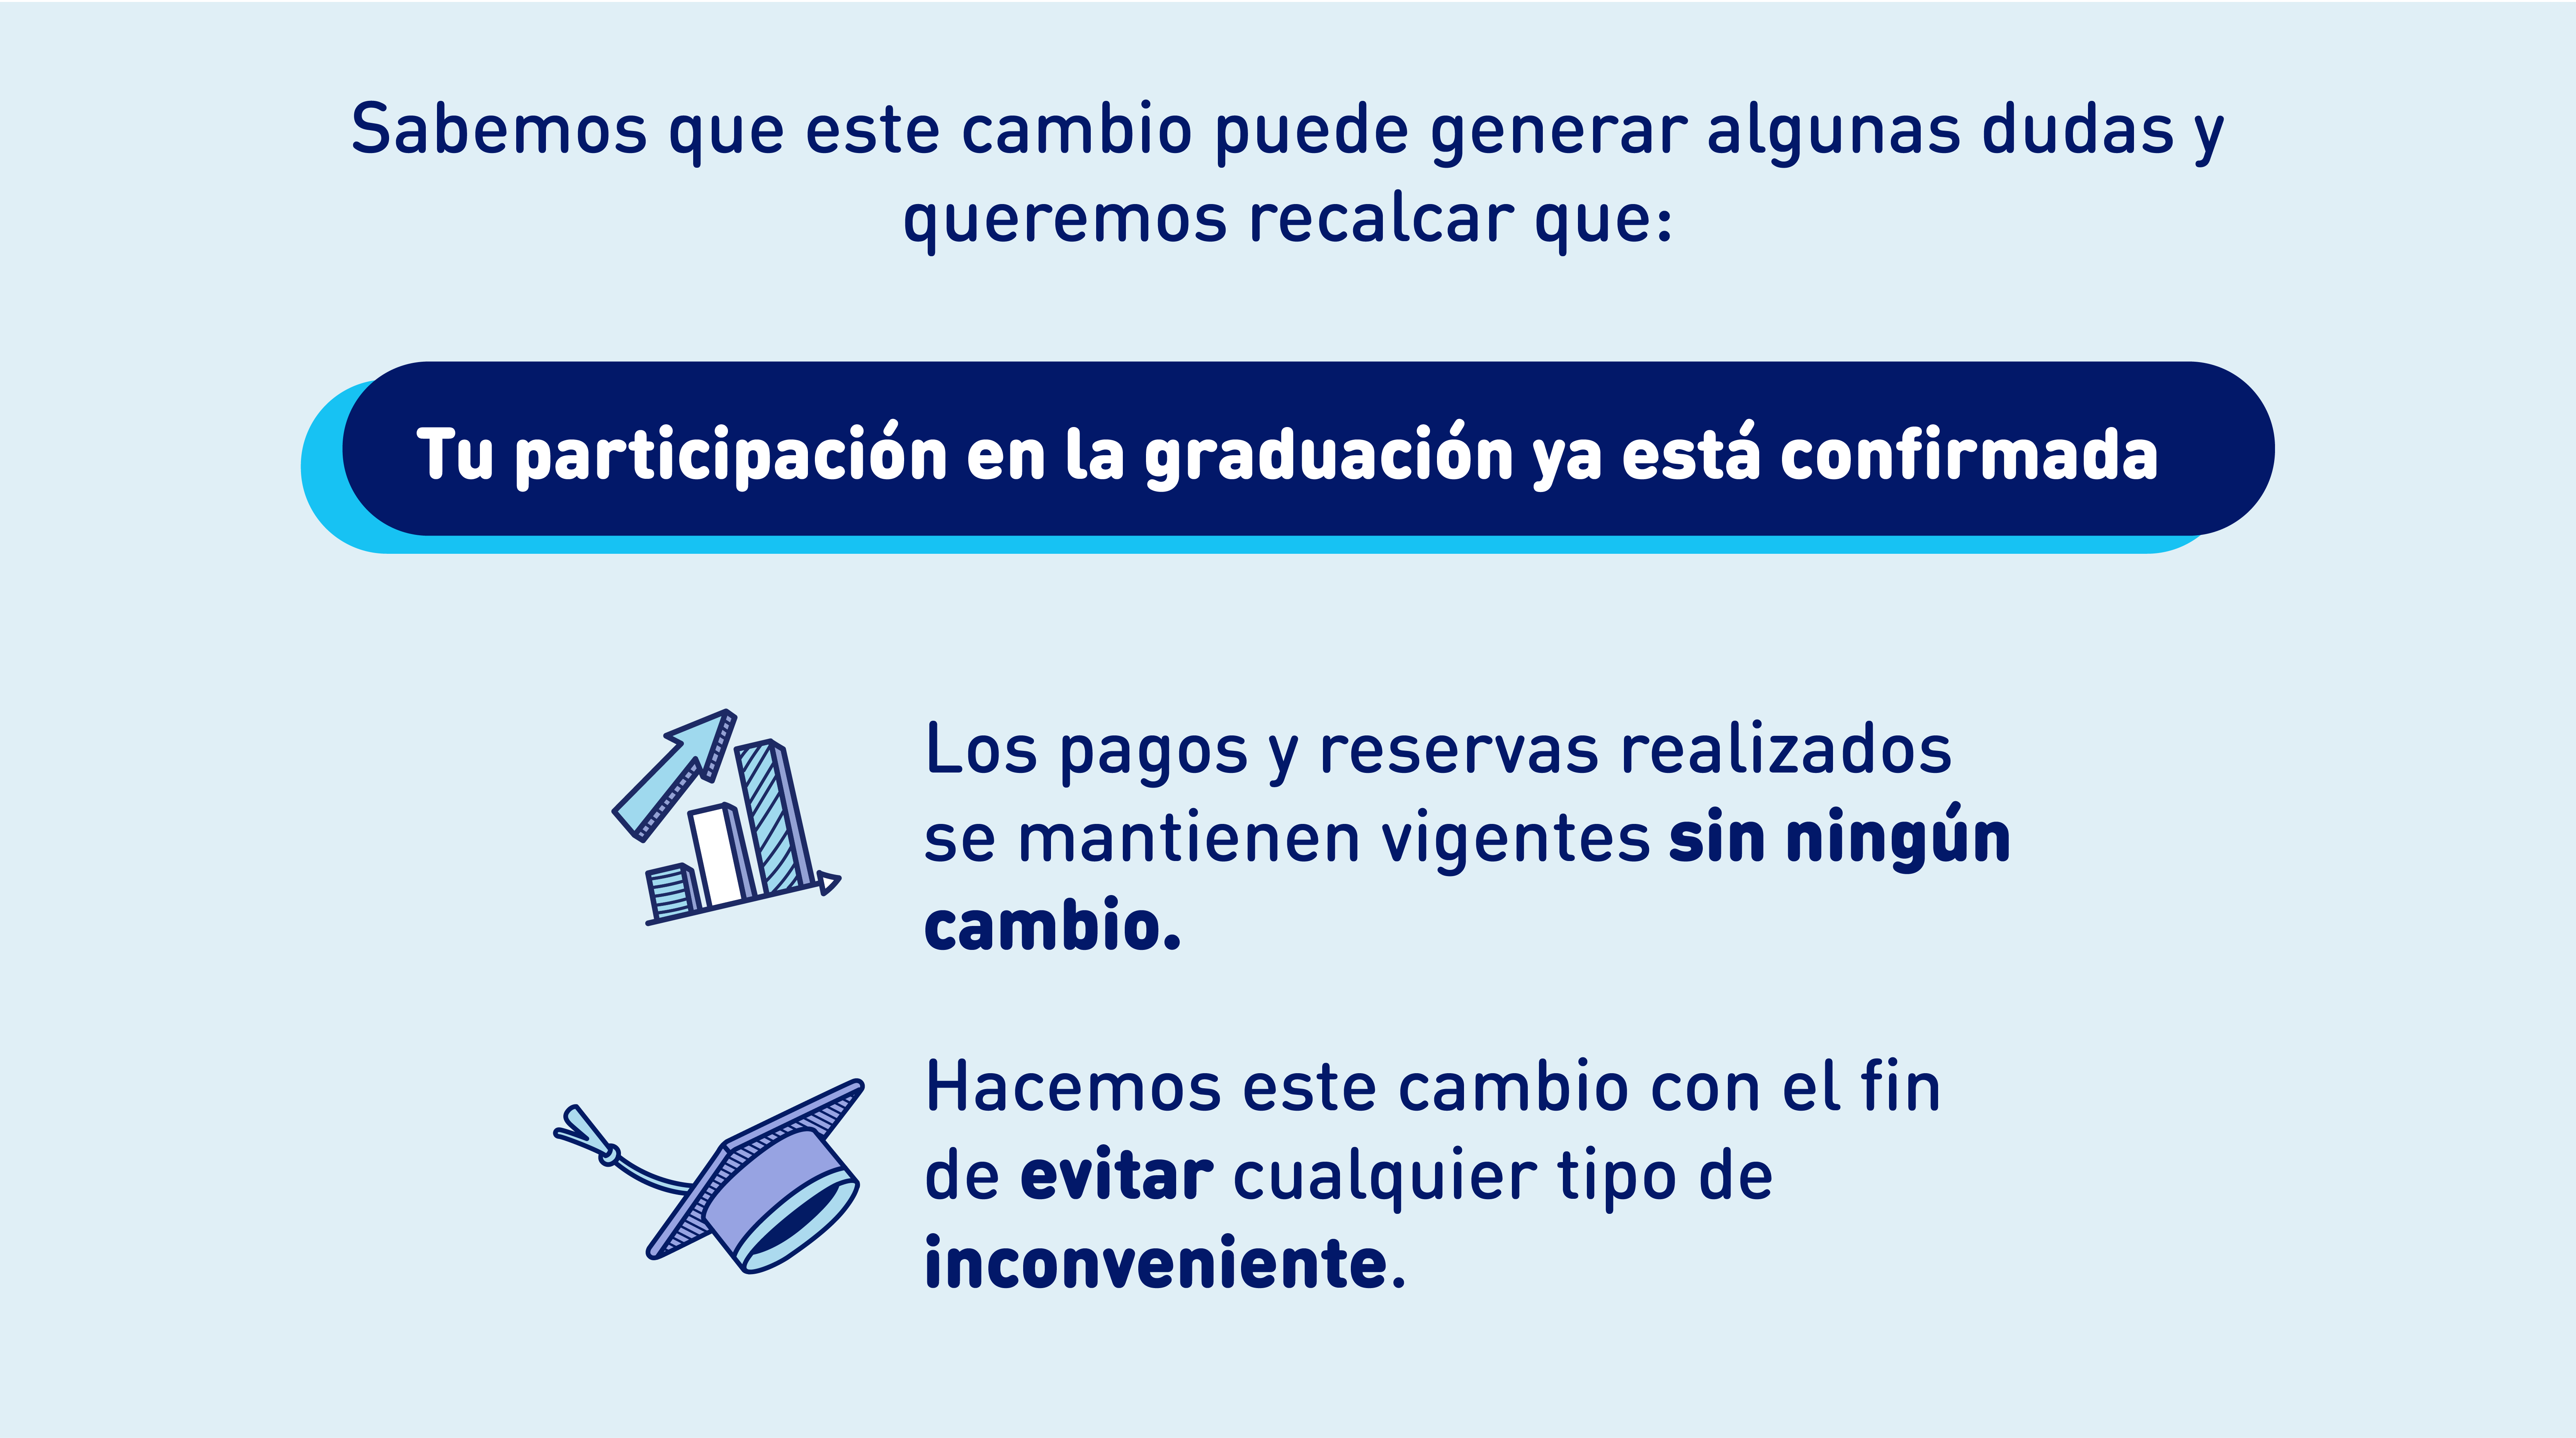 Sabemos que este cambio puede generar algunas dudas y
queremos recalcar que:
Tu participación en la graduación ya está confirmada
Los pagos y reservas realizados
se mantienen vigentes sin ningún
cambio.
Hacemos este cambio con el fin
de evitar cualquier tipo de
inconveniente.